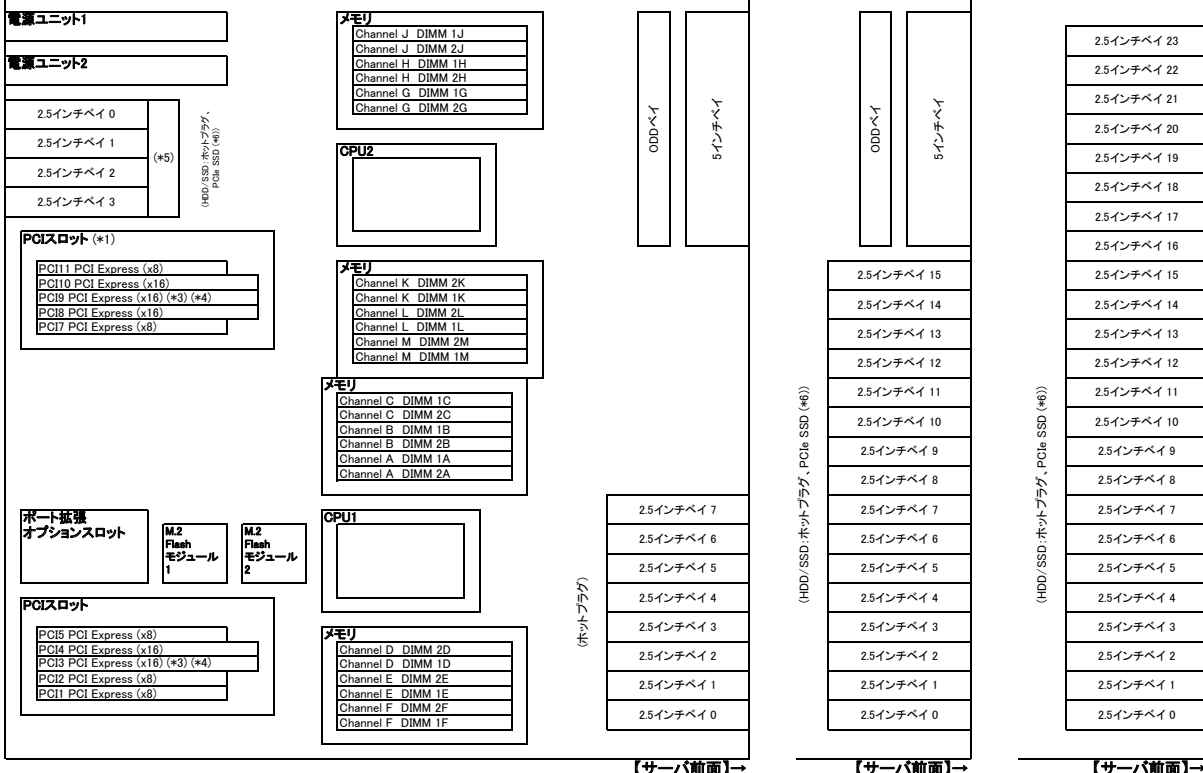 電源ユニット1
電源ユニット2
2.5インチベイ 0
2.5インチベイ 1
2.5インチベイ 2
2.5インチベイ 3
(*5)
(HDD/SSD:ホットプラグ、
PCIe SSD (*6))
PCIスロット (*1)
PCI11 PCI Express (x8)
PCI10 PCI Express (x16)
PCI9 PCI Express (x16) (*3) (*4)
PCI8 PCI Express (x16)
PCI7 PCI Express (x8)
ポート拡張
オプションスロット
M.2
Flash
モジュール
1
M.2
Flash
モジュール
2
PCIスロット
PCI5 PCI Express (x8)
PCI4 PCI Express (x16)
PCI3 PCI Express (x16) (*3) (*4)
PCI2 PCI Express (x8)
PCI1 PCI Express (x8)
メモリ
Channel J DIMM 1J
Channel J DIMM 2J
Channel H DIMM 1H
Channel H DIMM 2H
Channel G DIMM 1G
Channel G DIMM 2G
CPU2
メモリ
Channel K DIMM 2K
Channel K DIMM 1K
Channel L DIMM 2L
Channel L DIMM 1L
Channel M DIMM 2M
Channel M DIMM 1M
メモリ
Channel C DIMM 1C
Channel C DIMM 2C
Channel B DIMM 1B
Channel B DIMM 2B
Channel A DIMM 1A
Channel A DIMM 2A
CPU1
メモリ
Channel D DIMM 2D
Channel D DIMM 1D
Channel E DIMM 2E
Channel E DIMM 1E
Channel F DIMM 2F
Channel F DIMM 1F
ODDベイ
5インチベイ
(ホットプラグ)
2.5インチベイ 7
2.5インチベイ 6
2.5インチベイ 5
2.5インチベイ 4
2.5インチベイ 3
2.5インチベイ 2
2.5インチベイ 1
2.5インチベイ 0
【サーバ前面】→
ODDベイ
5インチベイ
(HDD/SSD:ホットプラグ、PCIe SSD (*6))
2.5インチベイ 15
2.5インチベイ 14
2.5インチベイ 13
2.5インチベイ 12
2.5インチベイ 11
2.5インチベイ 10
2.5インチベイ 9
2.5インチベイ 8
2.5インチベイ 7
2.5インチベイ 6
2.5インチベイ 5
2.5インチベイ 4
2.5インチベイ 3
2.5インチベイ 2
2.5インチベイ 1
2.5インチベイ 0
【サーバ前面】→
(HDD/SSD:ホットプラグ、PCIe SSD (*6))
2.5インチベイ 23
2.5インチベイ 22
2.5インチベイ 21
2.5インチベイ 20
2.5インチベイ 19
2.5インチベイ 18
2.5インチベイ 17
2.5インチベイ 16
2.5インチベイ 15
2.5インチベイ 14
2.5インチベイ 13
2.5インチベイ 12
2.5インチベイ 11
2.5インチベイ 10
2.5インチベイ 9
2.5インチベイ 8
2.5インチベイ 7
2.5インチベイ 6
2.5インチベイ 5
2.5インチベイ 4
2.5インチベイ 3
2.5インチベイ 2
2.5インチベイ 1
2.5インチベイ 0
【サーバ前面】→